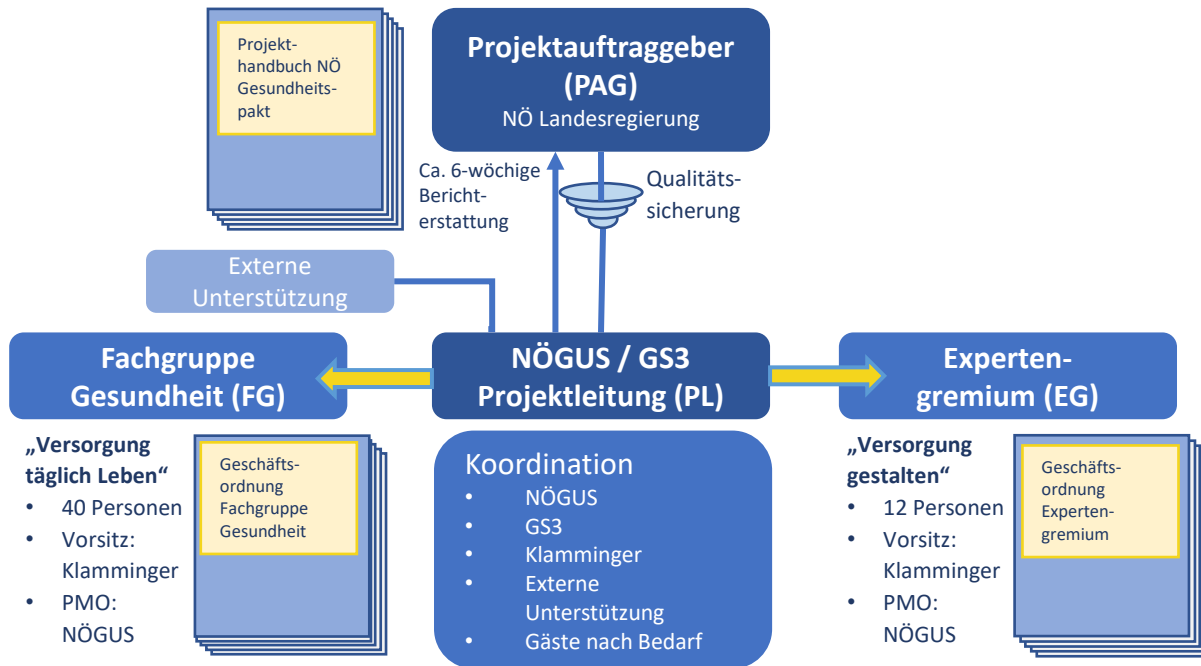 Projekt-
handbuch NÖ
Gesundheits-
pakt
Projektauftraggeber
(PAG)
NÖ Landesregierung
Ca. 6-wöchige
Bericht-
erstattung
Qualitäts-
sicherung
Externe
Unterstützung
Fachgruppe
Gesundheit (FG)
NÖGUS / GS3
Projektleitung (PL)
Experten-
gremium (EG)
„Versorgung
täglich Leben“
• 40 Personen
• Vorsitz:
Klamminger
• PMO:
NÖGUS
Geschäfts-
ordnung
Fachgruppe
Gesundheit
Koordination
• NÖGUS
• GS3
• Klamminger
• Externe
Unterstützung
• Gäste nach Bedarf
„Versorgung
gestalten“
• 12 Personen
• Vorsitz:
Klamminger
• PMO:
NÖGUS
Geschäfts-
ordnung
Experten-
gremium